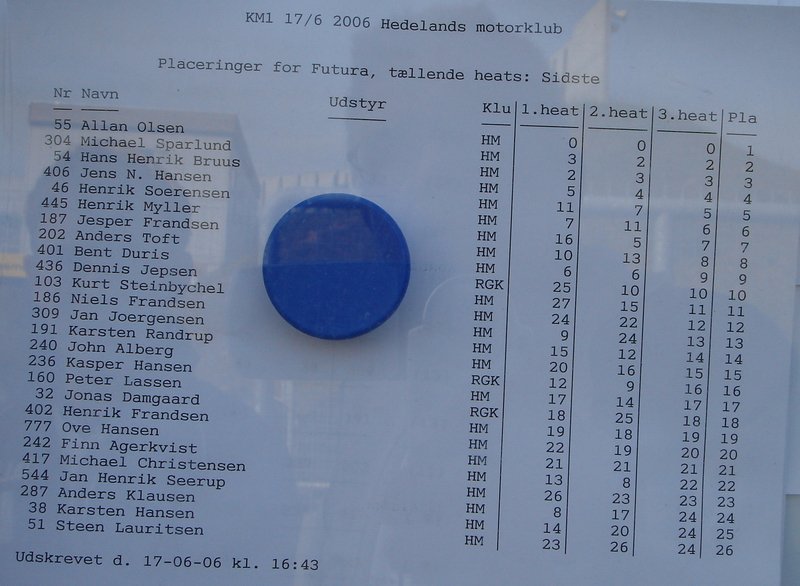 KM1 17/6 2006 Hedelands motorklub
Placeringer for Futura, tællende heats: Sidste
Nr Navn Udstyr Klu 1.heat 2.heat 3.heat Pla
55 Allan Olsen HM 0 0 0 1
304 Michael Sparlund HM 3 2 2 2
54 Hans Henrik Bruus HM 2 3 3 3
406 Jens N. Hansen HM 5 4 4 4
46 Henrik Soerensen HM 11 7 5 5
445 Henrik Myller HM 7 11 6 6
187 Jesper Frandsen HM 16 5 7 7
202 Anders Toft HM 10 13 8 8
401 Bent Duris HM 6 6 9 9
436 Dennis Jepsen RGK 25 10 10 10
103 Kurt Steinbychel HM 27 15 11 11
186 Niels Frandsen HM 24 22 12 12
309 Jan Joergensen HM 9 24 13 13
191 Karsten Randrup HM 15 12 14 14
240 John Alberg HM 20 16 15 15
236 Kasper Hansen RGK 12 9 16 16
160 Peter Lassen HM 17 14 17 17
32 Jonas Damgaard RGK 18 25 18 18
402 Henrik Frandsen HM 19 18 19 19
777 Ove Hansen HM 22 19 20 20
242 Finn Agerkvist HM 21 21 21 21
417 Michael Christensen HM 13 8 22 22
544 Jan Henrik Seerup HM 26 23 23 23
287 Anders Klausen HM 8 17 24 24
38 Karsten Hansen HM 14 20 24 25
51 Steen Lauritsen HM 23 26 24 26
Udskrevet d. 17-06-06 kl. 16:43